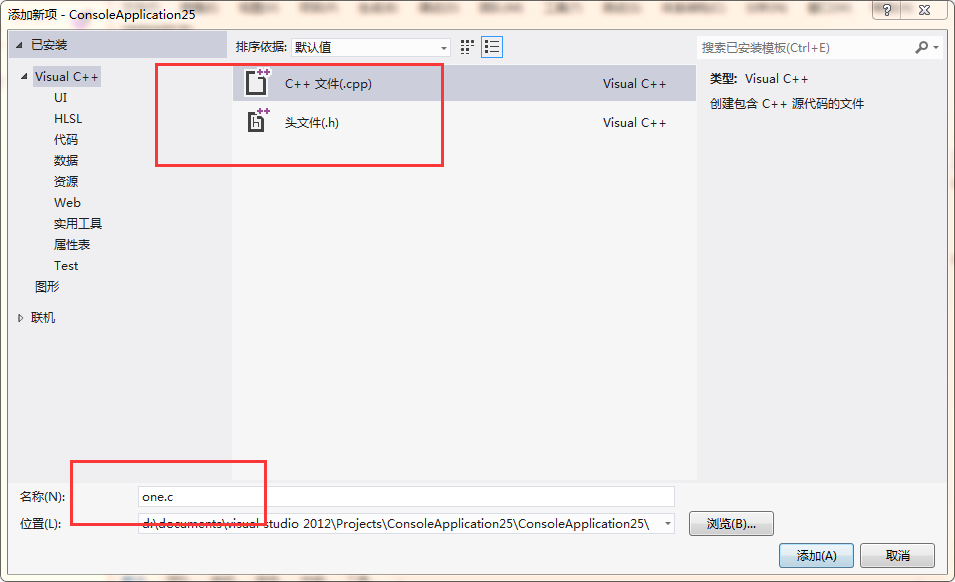 添加新项 - ConsoleApplication25
已安装
排序依据: 默认值
搜索已安装模板(Ctrl+E)
Visual C++
UI
HLSL
代码
数据
资源
Web
实用工具
属性表
Test
图形
联机
C++ 文件(.cpp) Visual C++
头文件(.h) Visual C++
类型: Visual C++
创建包含 C++ 源代码的文件
名称(N): one.c
位置(L): d:\documents\visual studio 2012\Projects\ConsoleApplication25\ConsoleApplication25\
浏览(B)...
添加(A) 取消